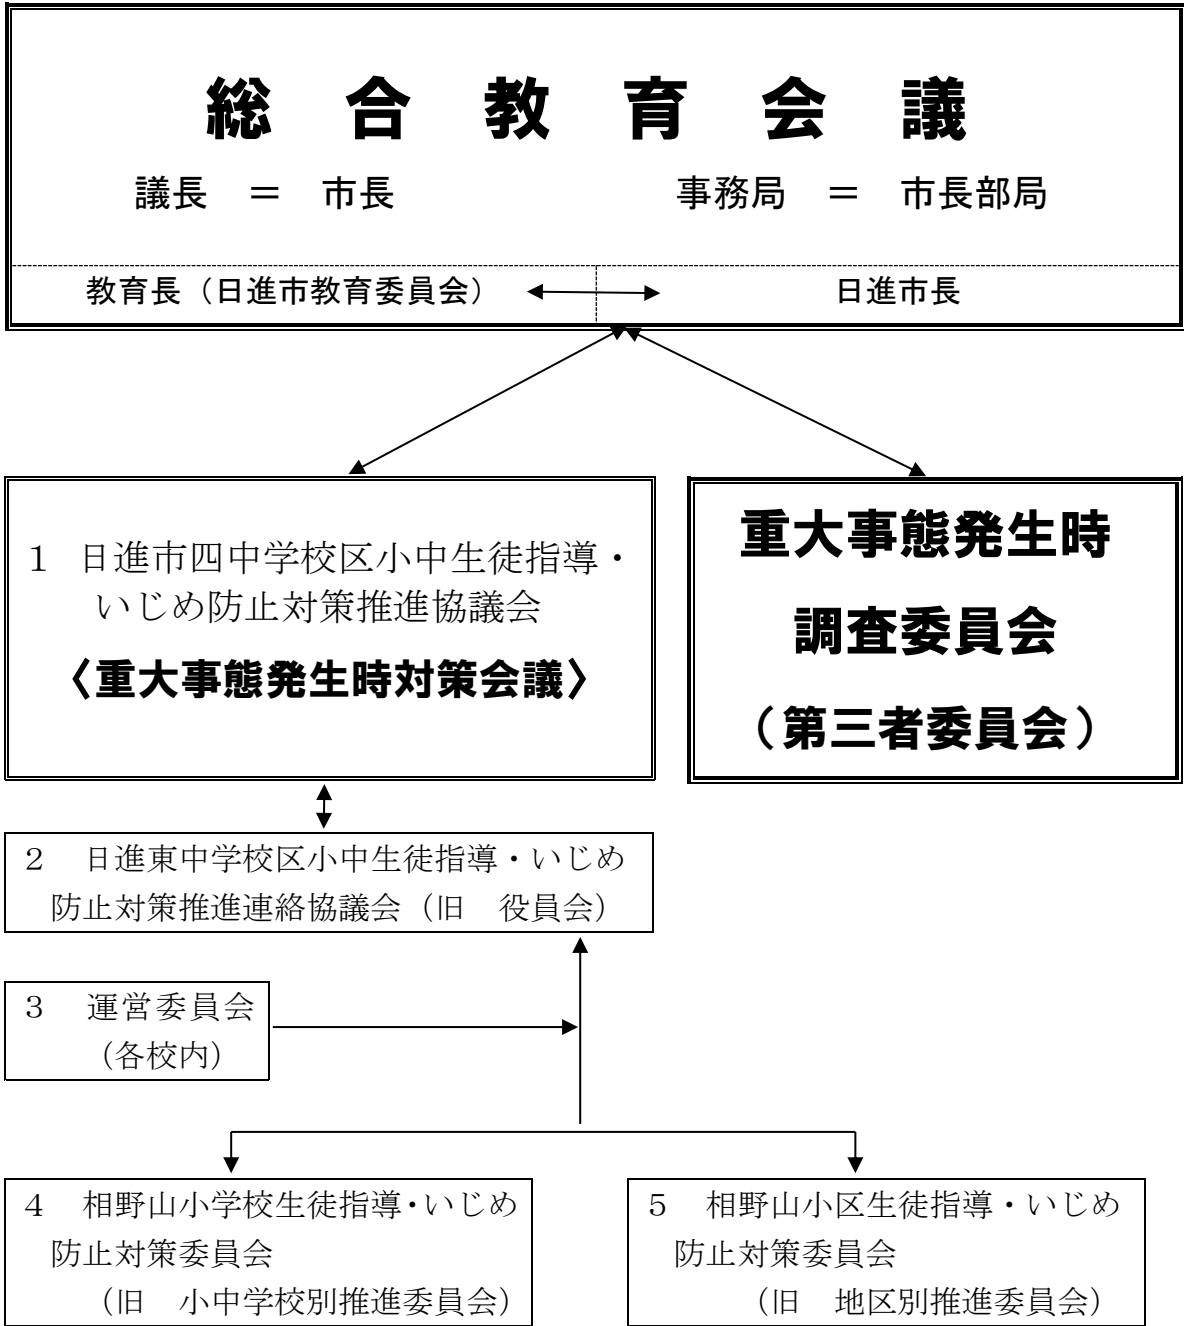 総合教育会議
議長 ＝ 市長　事務局 ＝ 市長部局
教育長（日進市教育委員会）　日進市長
1 日進市四中学校区小中生徒指導・
いじめ防止対策推進協議会
〈重大事態発生時対策会議〉
重大事態発生時
調査委員会
（第三者委員会）
2 日進東中学校区小中生徒指導・いじめ
防止対策推進連絡協議会（旧　役員会）
3 運営委員会
（各校内）
4 相野山小学校生徒指導・いじめ
防止対策委員会
（旧　小中学校別推進委員会）
5 相野山小区生徒指導・いじめ
防止対策委員会
（旧　地区別推進委員会）